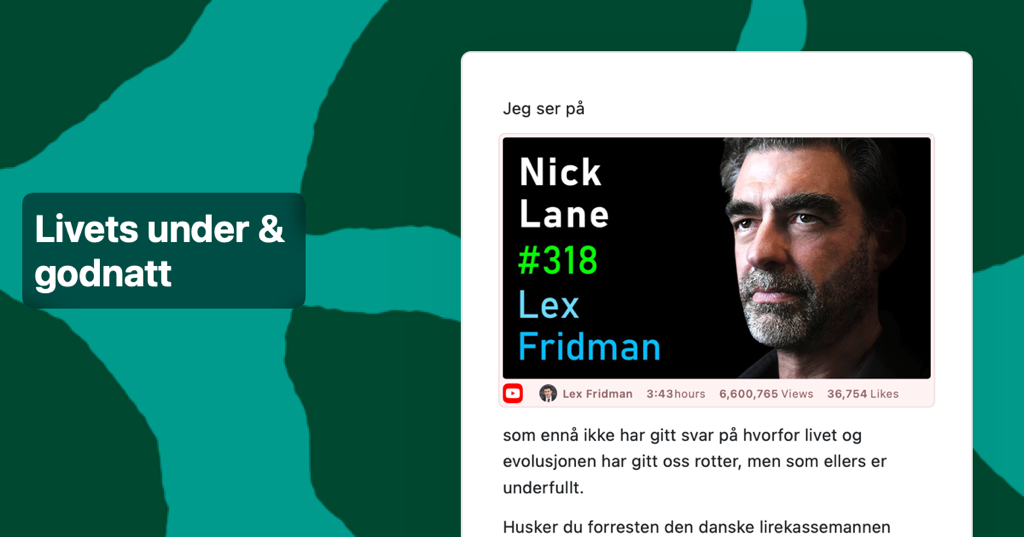 Livets under &
godnatt
Jeg ser på
Nick
Lane
#318
Lex
Fridman
Lex Fridman 3:43hours 6,600,765 Views 36,754 Likes
som ennå ikke har gitt svar på hvorfor livet og
evolusjonen har gitt oss rotter, men som ellers er
underfullt.
Husker du forresten den danske lirekassemannen